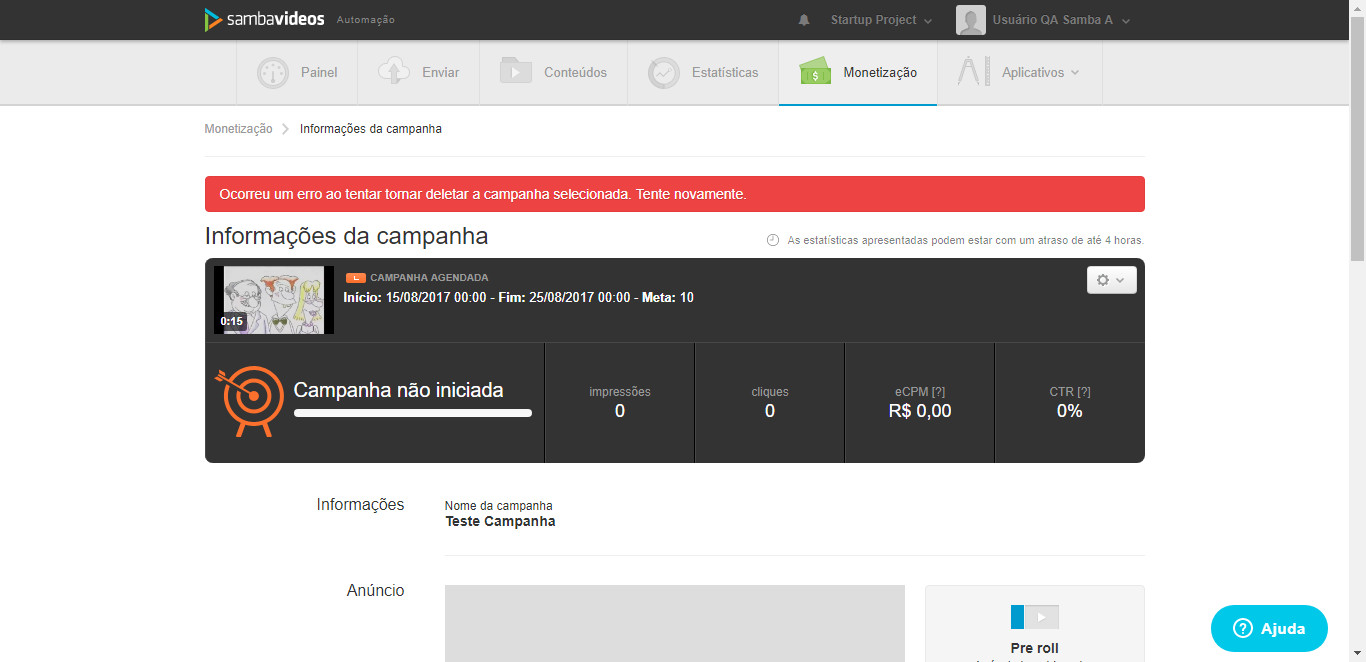 sambavideos Automação Startup Project Usuário QA Samba A
Painel Enviar Conteúdos Estatísticas Monetização Aplicativos
Monetização Informações da campanha
Ocorreu um erro ao tentar tornar deletar a campanha selecionada. Tente novamente.
Informações da campanha As estatísticas apresentadas podem estar com um atraso de até 4 horas.
CAMPANHA AGENDADA
Início: 15/08/2017 00:00 - Fim: 25/08/2017 00:00 - Meta: 10
0:15
Campanha não iniciada
impressões
0
cliques
0
eCPM [?]
R$ 0,00
CTR [?]
0%
Informações
Nome da campanha
Teste Campanha
Anúncio
Pre roll
Ajuda